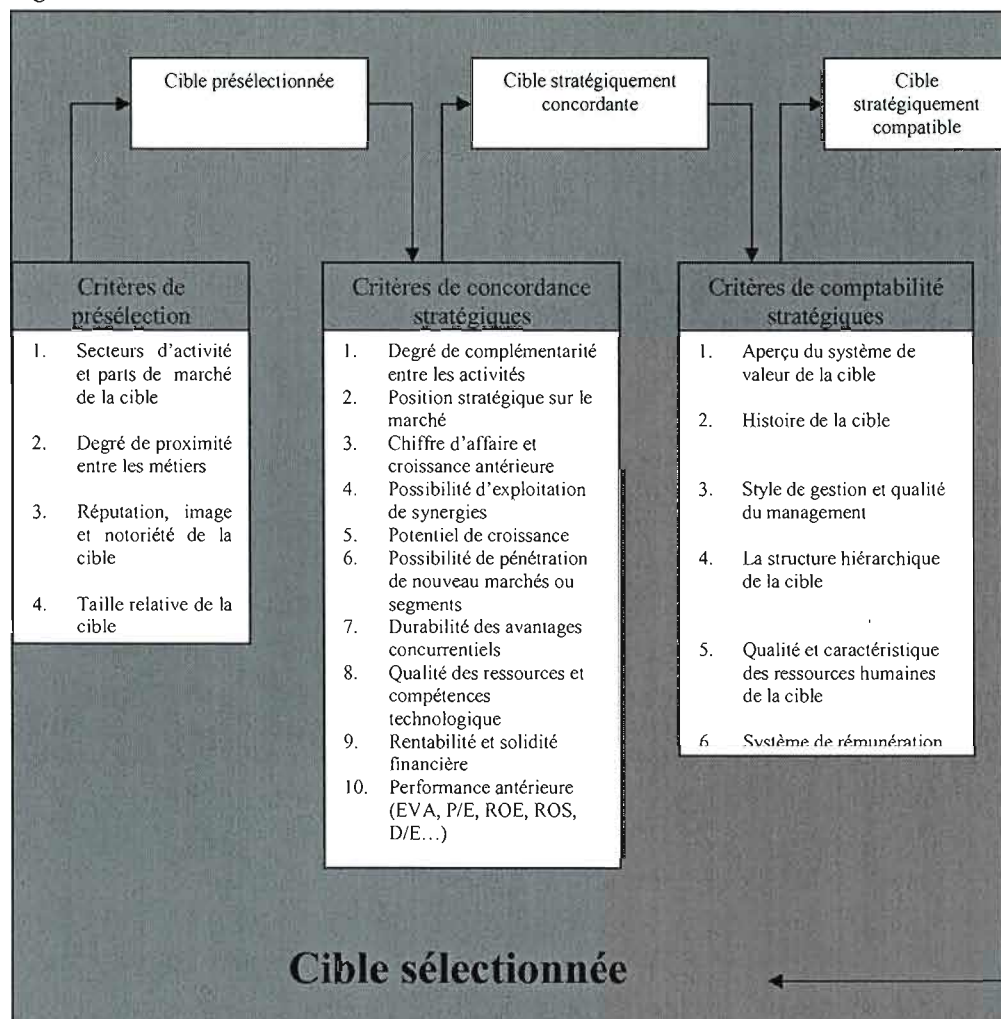 Cible présélectionnée
Cible stratégiquement
concordante
Cible
stratégiquement
compatible
Critères de
présélection
1. Secteurs d'activité
et parts de marché
de la cible
2. Degré de proximité
entre les métiers
3. Réputation, image
et notoriété de la
cible
4. Taille relative de la
cible
Critères de concordance
stratégiques
1. Degré de complémentarité
entre les activités
2. Position stratégique sur le
marché
3. Chiffre d'affaire et
croissance antérieure
4. Possibilité d'exploitation
de synergies
5. Potentiel de croissance
6. Possibilité de pénétration
de nouveau marchés ou
segments
7. Durabilité des avantages
concurrentiels
8. Qualité des ressources et
compétences
technologique
9. Rentabilité et solidité
financière
10. Performance antérieure
(EVA, P/E, ROE, ROS,
D/E...)
Critères de comptabilité
stratégiques
1. Aperçu du système de
valeur de la cible
2. Histoire de la cible
3. Style de gestion et qualité
du management
4. La structure hiérarchique
de la cible
5. Qualité et caractéristique
des ressources humaines
de la cible
6 Système de rémunération
Cible sélectionnée